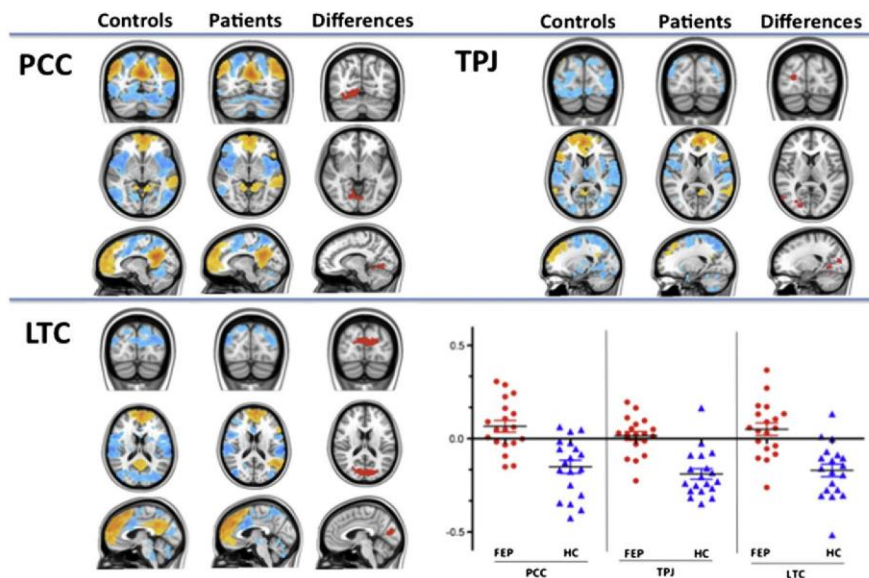 Controls Patients Differences
PCC
Controls Patients Differences
TPJ
LTC
0.5
0.0
-0.5
FEP HC FEP HC FEP HC
PCC TPJ LTC